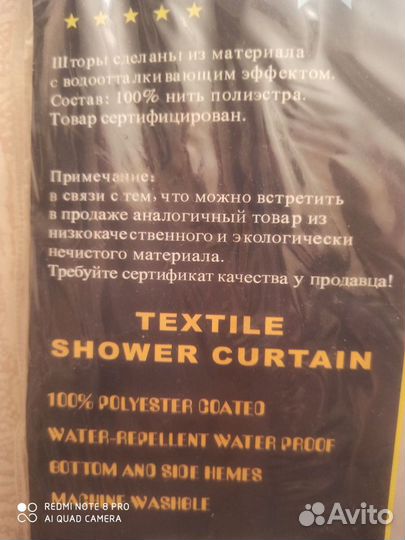 Шторы сделаны из материала
с водоотталкивающим эффектом.
Состав: 100% нить полиэстра.
Товар сертифицирован.
Примечание:
в связи с тем, что можно встретить
в продаже аналогичный товар из
низкокачественного и экологически
нечистого материала.
Требуйте сертификат качества у продавца!
TEXTILE
SHOWER CURTAIN
100% POLYESTER COATED
WATER-REPELLENT WATER PROOF
BOTTOM AND SIDE HEMES
MACHINE WASHBLE
REDMI NOTE 8 PRO
AI QUAD CAMERA
Avito